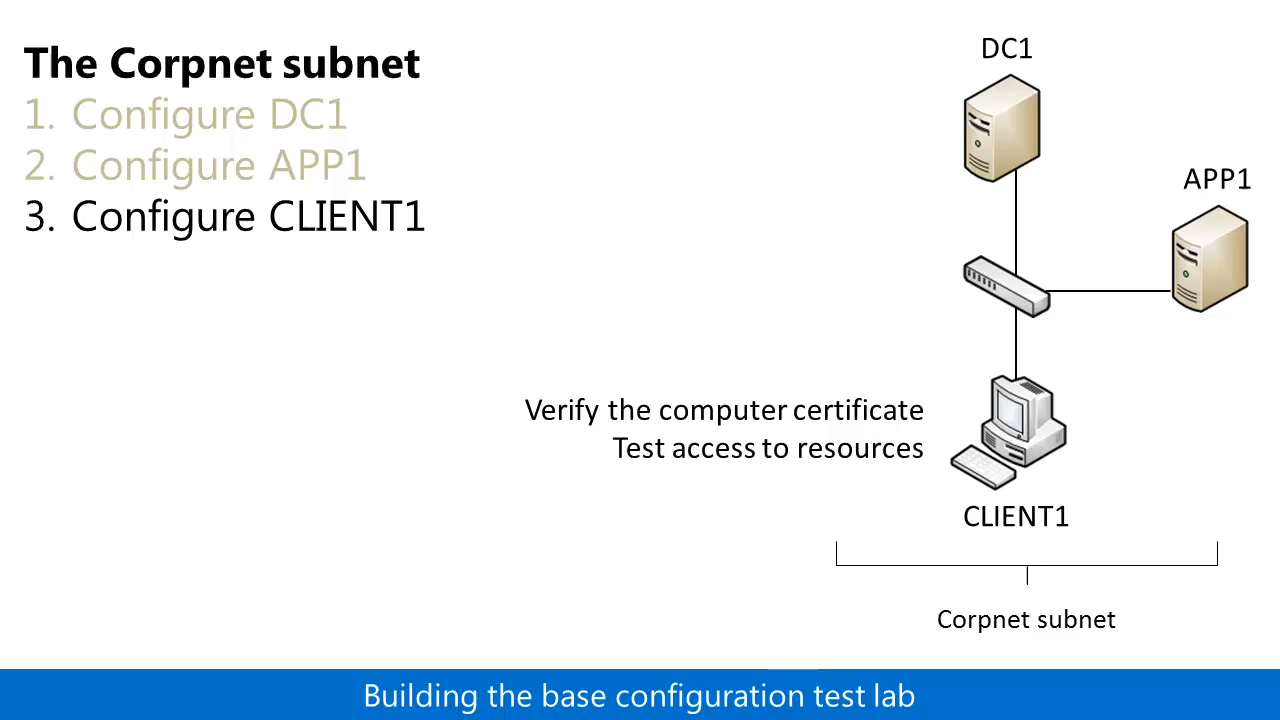 The Corpnet subnet
1. Configure DC1
2. Configure APP1
3. Configure CLIENT1
DC1
APP1
Verify the computer certificate
Test access to resources
CLIENT1
Corpnet subnet
Building the base configuration test lab